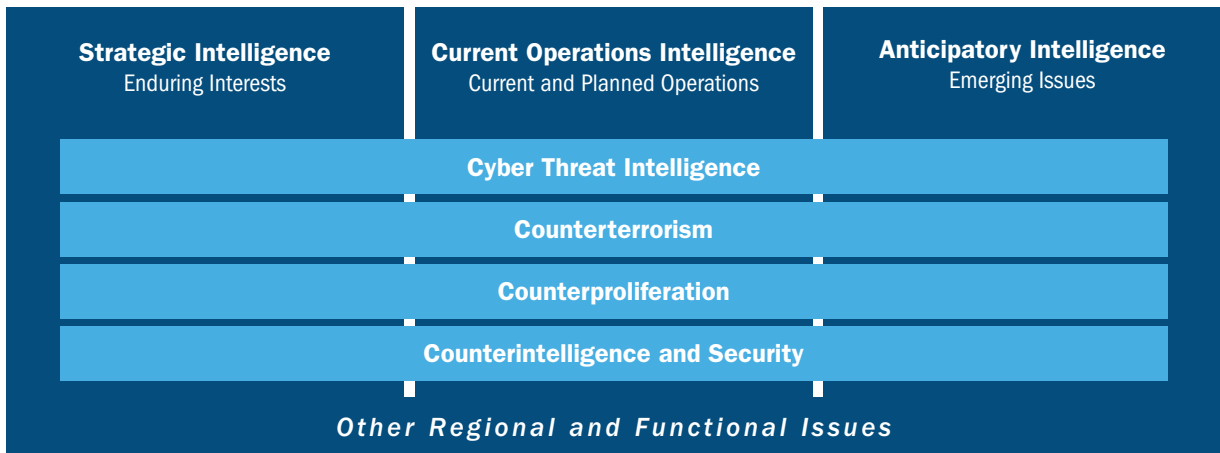 Strategic Intelligence
Enduring Interests
Current Operations Intelligence
Current and Planned Operations
Anticipatory Intelligence
Emerging Issues
Cyber Threat Intelligence
Counterterrorism
Counterproliferation
Counterintelligence and Security
Other Regional and Functional Issues